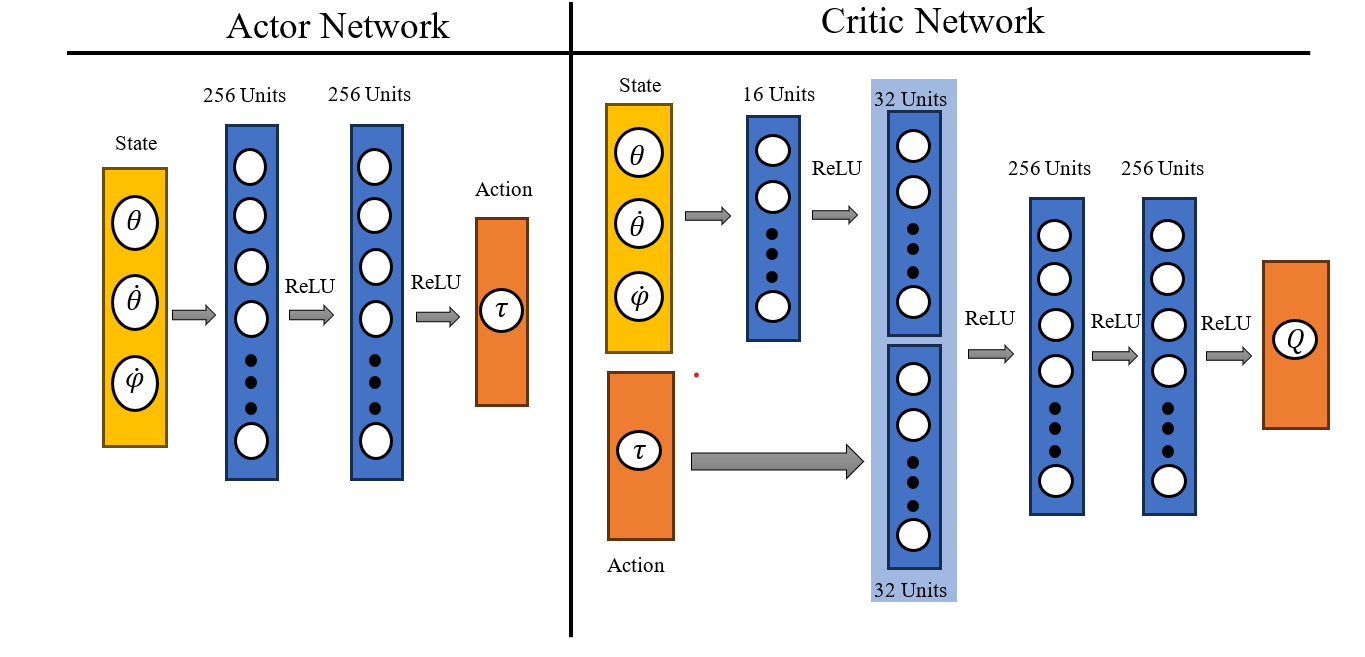 Actor Network
256 Units
256 Units
State
θ
θ̇
φ̇
ReLU
ReLU
Action
τ
Critic Network
State
θ
θ̇
φ̇
16 Units
ReLU
32 Units
τ
Action
32 Units
ReLU
256 Units
ReLU
256 Units
ReLU
Q